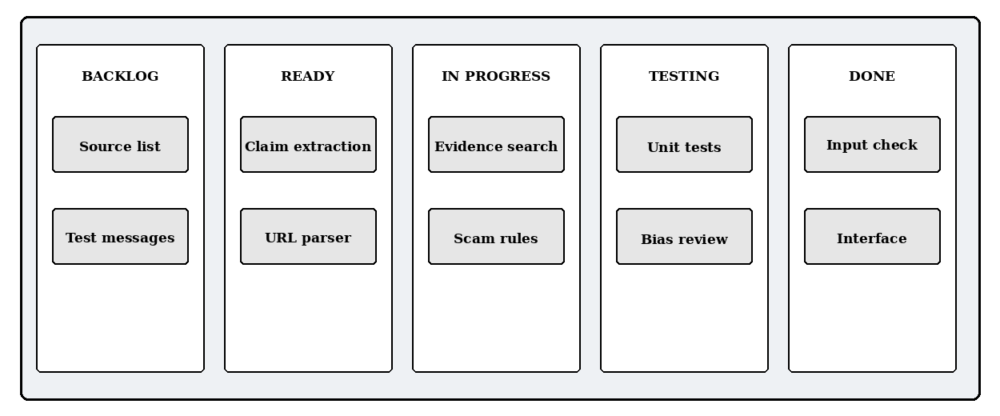 BACKLOG
Source list
Test messages
READY
Claim extraction
URL parser
IN PROGRESS
Evidence search
Scam rules
TESTING
Unit tests
Bias review
DONE
Input check
Interface